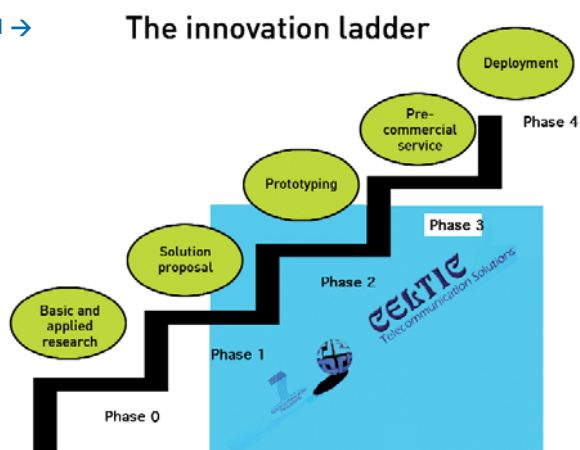 The innovation ladder
Deployment
Phase 4
Pre-
commercial
service
Phase 3
Prototyping
Phase 2
Solution
proposal
Phase 1
Basic and
applied
research
Phase 0
CELTIC
Telecommunication Solutions